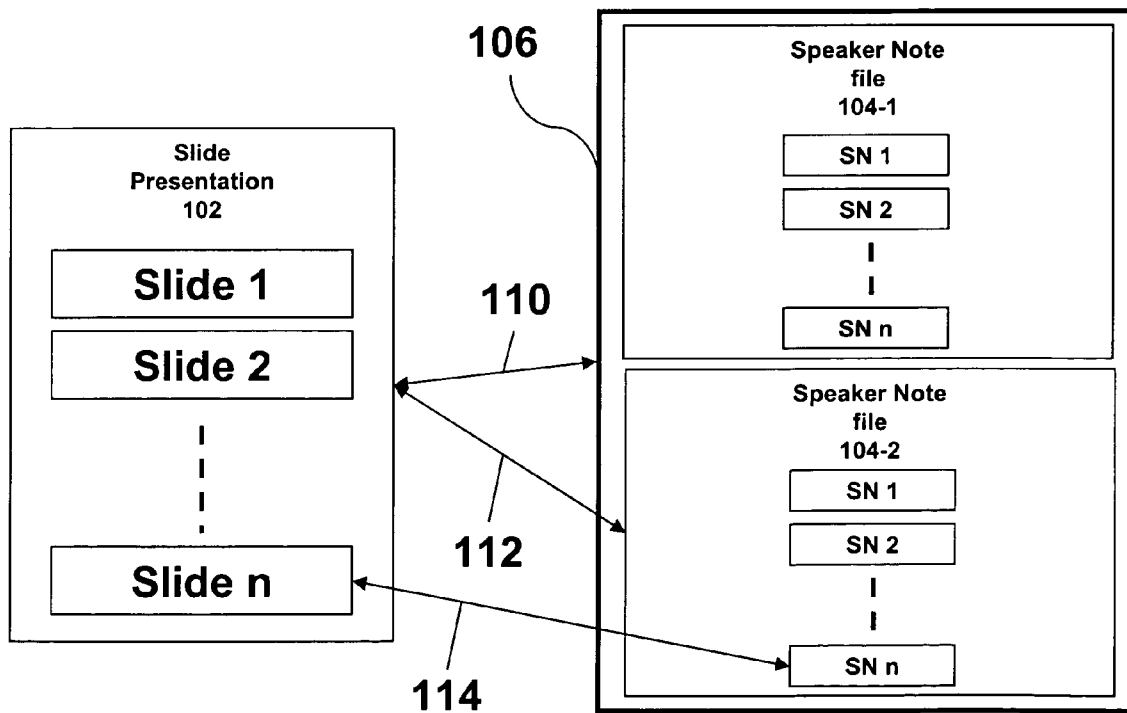 106
Speaker Note
file
104-1
SN 1
SN 2
SN n
Slide
Presentation
102
Slide 1
Slide 2
Slide n
110
112
114
Speaker Note
file
104-2
SN 1
SN 2
SN n